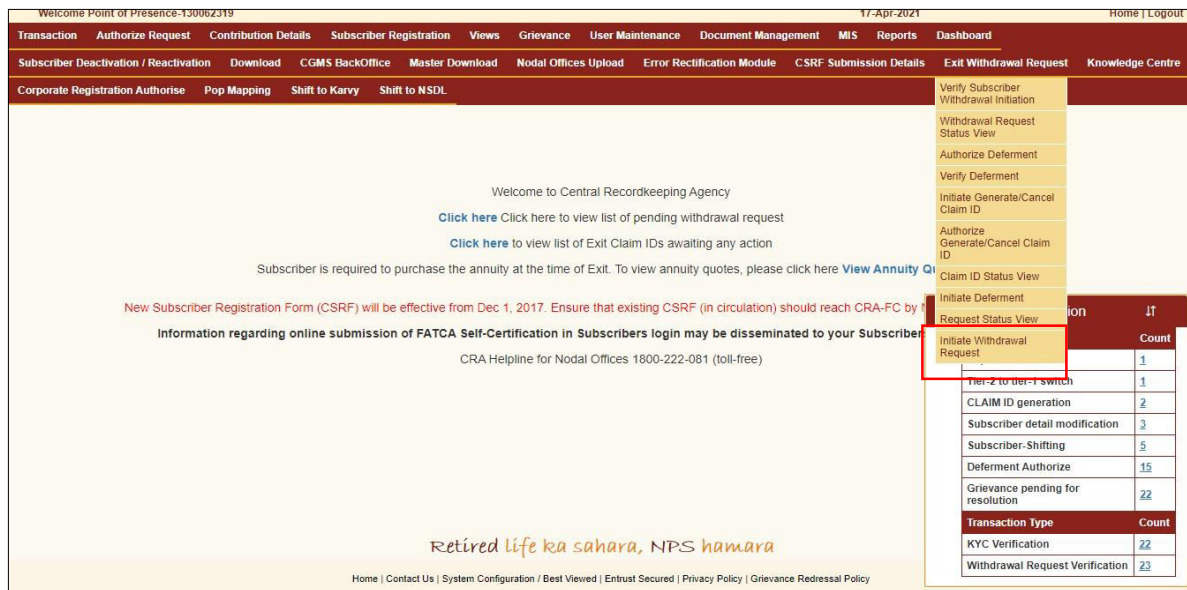 Welcome Point of Presence-130062319 17-Apr-2021 Home | Logout
Transaction Authorize Request Contribution Details Subscriber Registration Views Grievance User Maintenance Document Management MIS Reports Dashboard
Subscriber Deactivation / Reactivation Download CGMS BackOffice Master Download Nodal Offices Upload Error Rectification Module CSRF Submission Details Exit Withdrawal Request Knowledge Centre
Corporate Registration Authorise Pop Mapping Shift to Karvy Shift to NSDL
Verify Subscriber
Withdrawal Initiation
Withdrawal Request
Status View
Authorize Deferment
Verify Deferment
Initiate Generate/Cancel
Claim ID
Authorize
Generate/Cancel Claim
ID
Claim ID Status View
Initiate Deferment
Request Status View
Initiate Withdrawal
Request
Welcome to Central Recordkeeping Agency
Click here Click here to view list of pending withdrawal request
Click here to view list of Exit Claim IDs awaiting any action
Subscriber is required to purchase the annuity at the time of Exit. To view annuity quotes, please click here View Annuity
New Subscriber Registration Form (CSRF) will be effective from Dec 1, 2017. Ensure that existing CSRF (in circulation) should reach CRA-FC by
Information regarding online submission of FATCA Self-Certification in Subscribers login may be disseminated to your Subscriber
CRA Helpline for Nodal Offices 1800-222-081 (toll-free)
Count
1
Tier-2 to tier-1 switch 1
CLAIM ID generation 2
Subscriber detail modification 3
Subscriber-Shifting 5
Deferment Authorize 15
Grievance pending for
resolution 22
Transaction Type Count
KYC Verification 22
Withdrawal Request Verification 23
Retired life ka sahara, NPS hamara
Home | Contact Us | System Configuration / Best Viewed | Entrust Secured | Privacy Policy | Grievance Redressal Policy